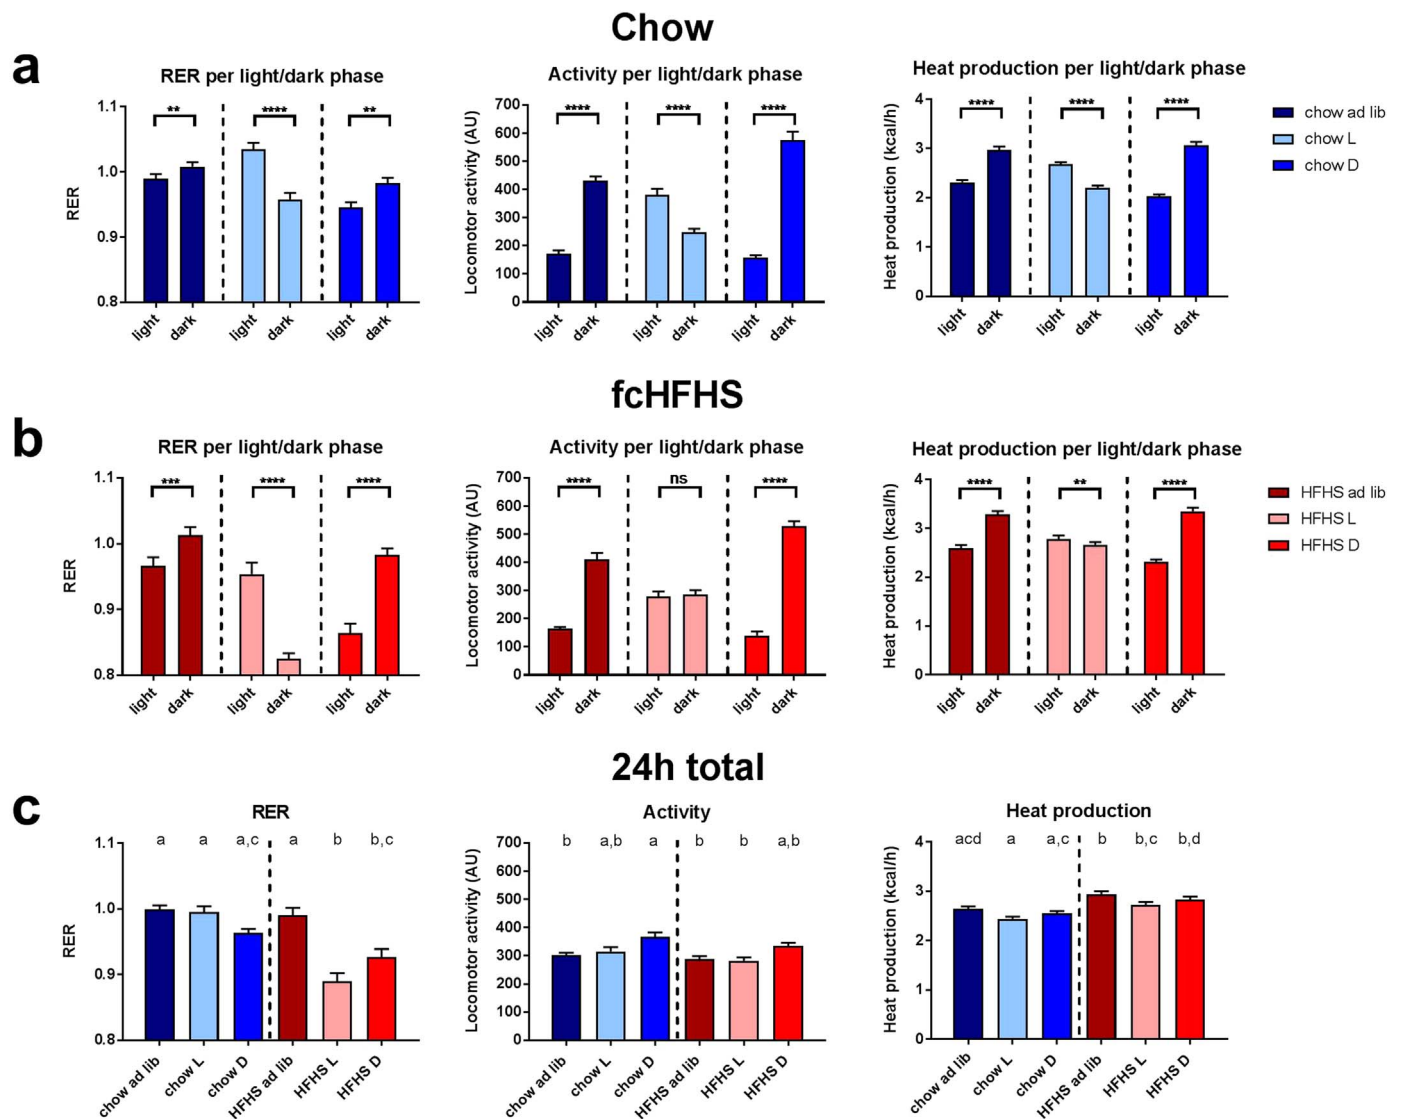 Chow
a
RER per light/dark phase
Activity per light/dark phase
Heat production per light/dark phase
RER
1.1
1.0
0.9
0.8
**
****
**
light
dark
light
dark
light
dark
Locomotor activity (AU)
700
600
500
400
300
200
100
0
****
****
****
light
dark
light
dark
light
dark
Heat production (kcal/h)
4
3
2
1
0
****
****
****
light
dark
light
dark
light
dark
chow ad lib
chow L
chow D
fcHFHS
b
RER per light/dark phase
Activity per light/dark phase
Heat production per light/dark phase
RER
1.1
1.0
0.9
0.8
***
****
****
light
dark
light
dark
light
dark
Locomotor activity (AU)
700
600
500
400
300
200
100
0
****
ns
****
light
dark
light
dark
light
dark
Heat production (kcal/h)
4
3
2
1
0
****
**
****
light
dark
light
dark
light
dark
HFHS ad lib
HFHS L
HFHS D
24h total
c
RER
Activity
Heat production
RER
1.1
1.0
0.9
0.8
a
a
a,c
a
b
b,c
chow ad lib
chow L
chow D
HFHS ad lib
HFHS L
HFHS D
Locomotor activity (AU)
700
600
500
400
300
200
100
0
b
a,b
a
b
b
a,b
chow ad lib
chow L
chow D
HFHS ad lib
HFHS L
HFHS D
Heat production (kcal/h)
4
3
2
1
0
acd
a
a,c
b
b,c
b,d
chow ad lib
chow L
chow D
HFHS ad lib
HFHS L
HFHS D